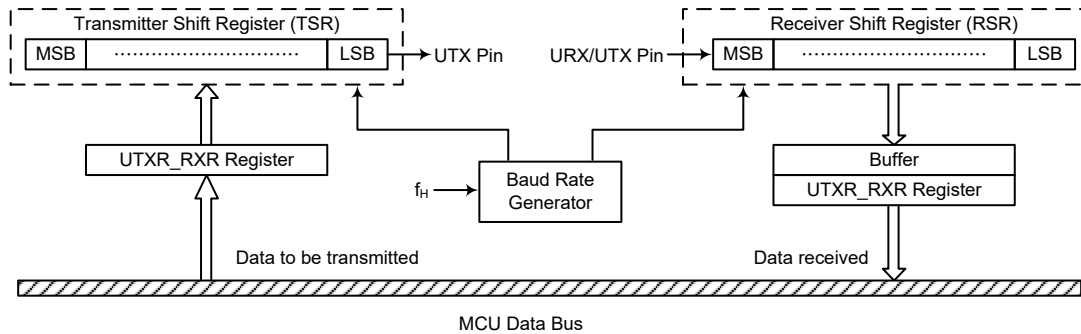 Transmitter Shift Register (TSR)
MSB ................................... LSB
UTX Pin
UTXR_RXR Register
Data to be transmitted
f_H
Baud Rate
Generator
Receiver Shift Register (RSR)
URX/UTX Pin
MSB ................................... LSB
Buffer
UTXR_RXR Register
Data received
MCU Data Bus